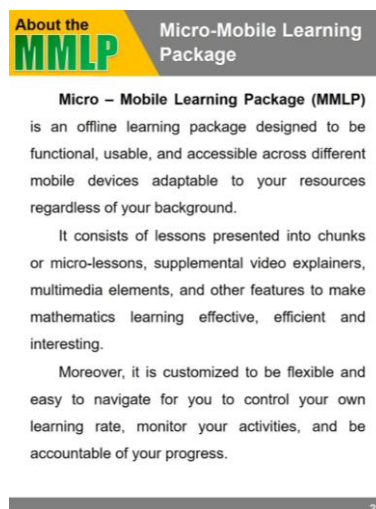 About the
MMLP
Micro-Mobile Learning
Package
Micro – Mobile Learning Package (MMLP)
is an offline learning package designed to be
functional, usable, and accessible across different
mobile devices adaptable to your resources
regardless of your background.
It consists of lessons presented into chunks
or micro-lessons, supplemental video explainers,
multimedia elements, and other features to make
mathematics learning effective, efficient and
interesting.
Moreover, it is customized to be flexible and
easy to navigate for you to control your own
learning rate, monitor your activities, and be
accountable of your progress.